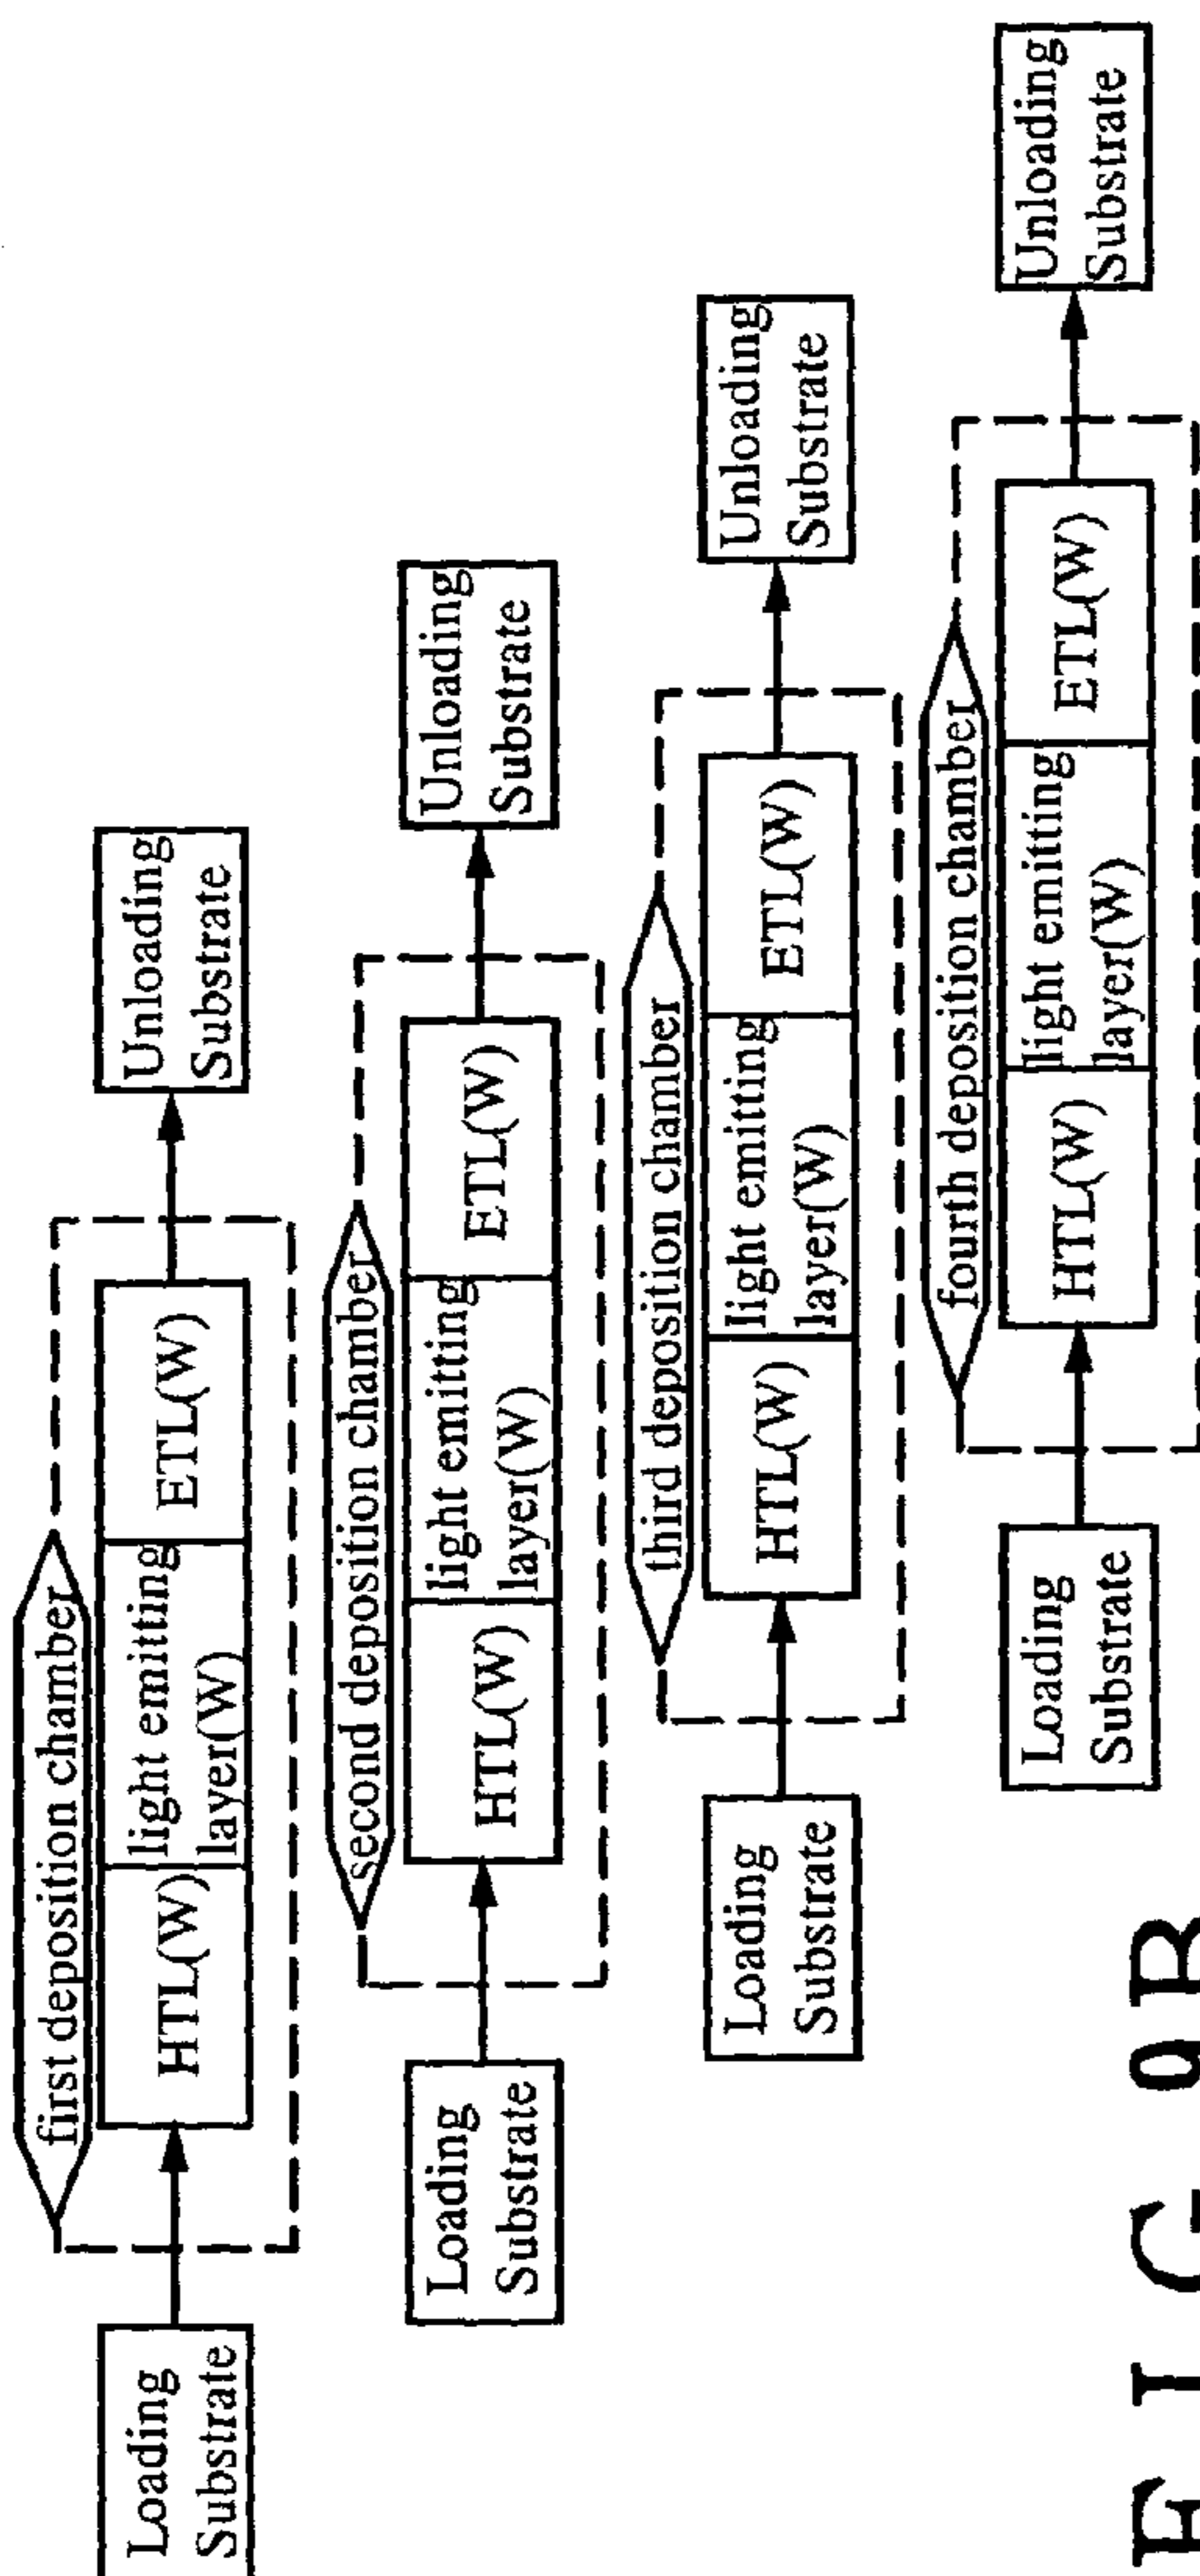 first deposition chamber
Loading
Substrate
HTL(W)
light emitting
layer(W)
ETL(W)
Unloading
Substrate
second deposition chamber
Loading
Substrate
HTL(W)
light emitting
layer(W)
ETL(W)
Unloading
Substrate
third deposition chamber
Loading
Substrate
HTL(W)
light emitting
layer(W)
ETL(W)
Unloading
Substrate
fourth deposition chamber
Loading
Substrate
HTL(W)
light emitting
layer(W)
ETL(W)
Unloading
Substrate
FIG 9B